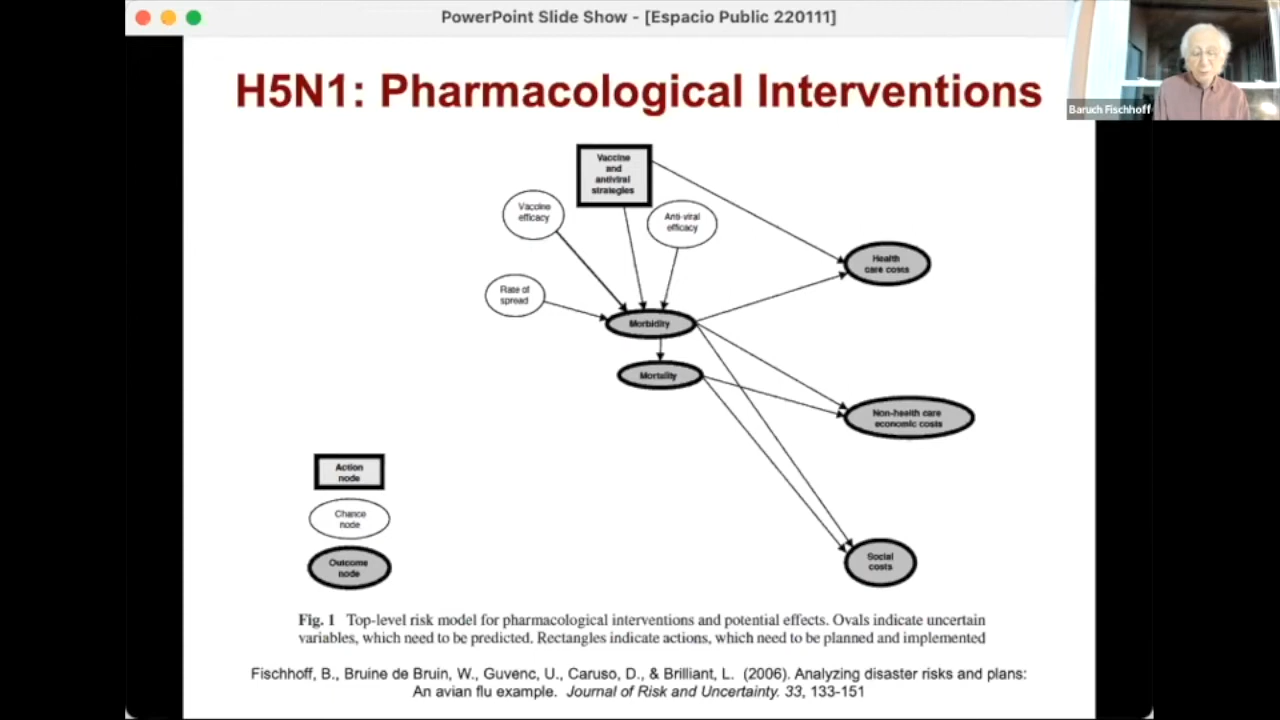 PowerPoint Slide Show - [Espacio Public 220111]
Baruch Fischhoff
H5N1: Pharmacological Interventions
Vaccine
and
antiviral
strategies
Vaccine
efficacy
Anti-viral
efficacy
Health
care costs
Rate of
spread
Morbidity
Mortality
Non-health care
economic costs
Action
node
Chance
node
Outcome
node
Social
costs
Fig. 1 Top-level risk model for pharmacological interventions and potential effects. Ovals indicate uncertain
variables, which need to be predicted. Rectangles indicate actions, which need to be planned and implemented
Fischhoff, B., Bruine de Bruin, W., Guvenc, U., Caruso, D., & Brilliant, L. (2006). Analyzing disaster risks and plans:
An avian flu example. Journal of Risk and Uncertainty. 33, 133-151